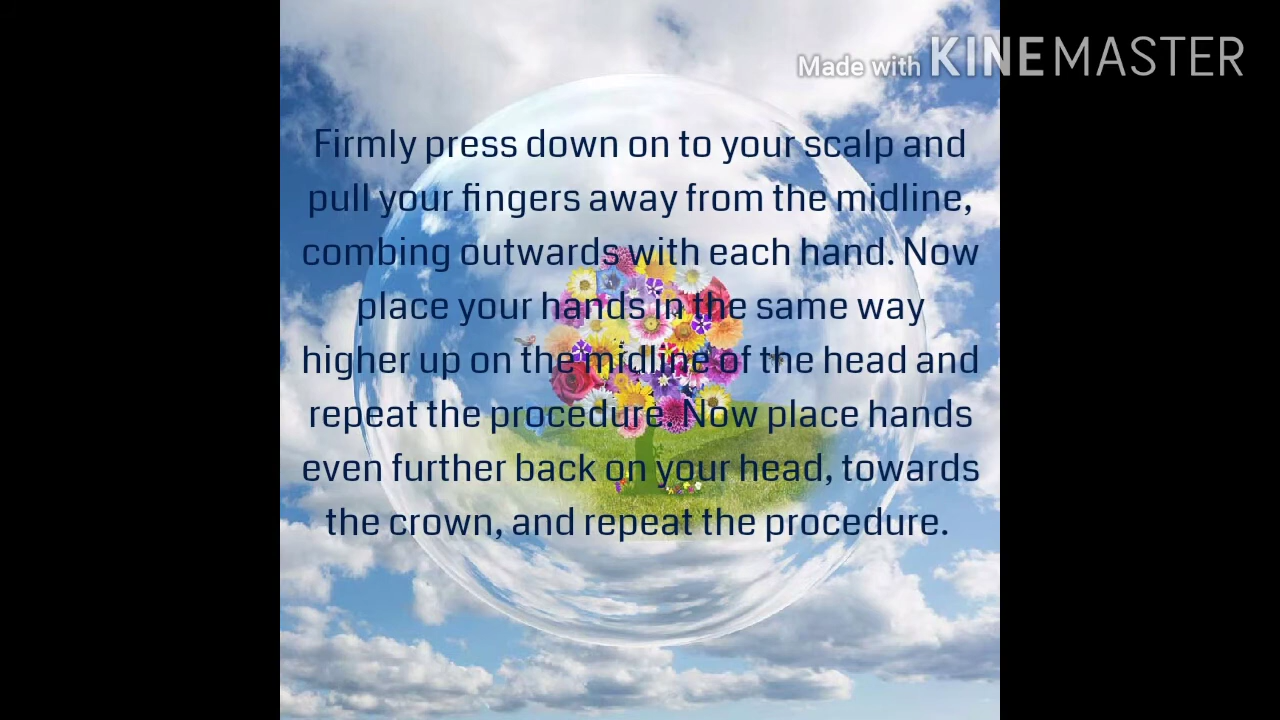 Made with KINEMASTER
Firmly press down on to your scalp and
pull your fingers away from the midline,
combing outwards with each hand. Now
place your hands in the same way
higher up on the midline of the head and
repeat the procedure. Now place hands
even further back on your head, towards
the crown, and repeat the procedure.